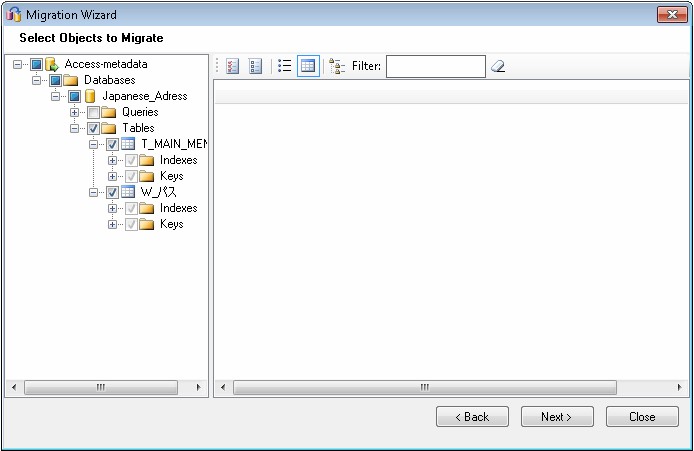 Migration Wizard
Select Objects to Migrate
Access-metadata
Databases
Japanese_Adress
Queries
Tables
T_MAIN_MEN
Indexes
Keys
W_パス
Indexes
Keys
Filter:
< Back
Next >
Close